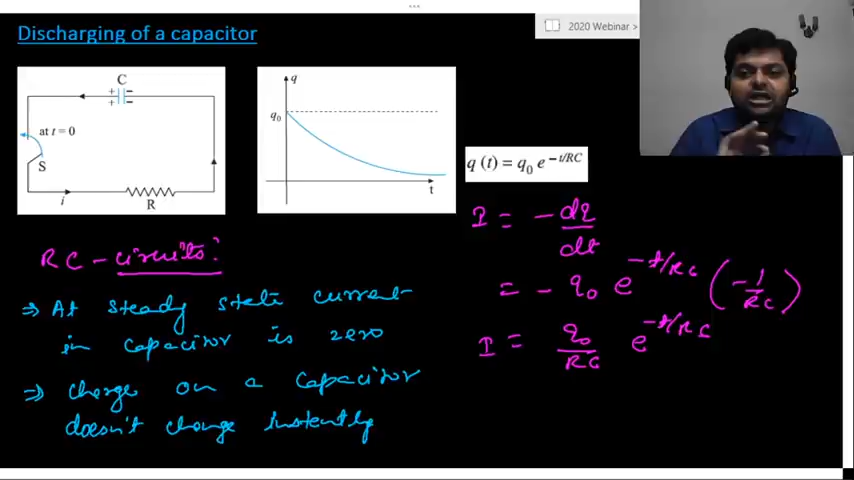 2020 Webinar >
Discharging of a capacitor
C
+ −
+ −
at t = 0
S
i
R
q
q₀
t
q (t) = q₀ e^−t/RC
I = − dq/dt
= − q₀ e^−t/RC (−1/RC)
I = q₀/RC e^−t/RC
RC – circuits:
⇒ At steady state current
in capacitor is zero
⇒ Charge on a capacitor
doesn't change instently